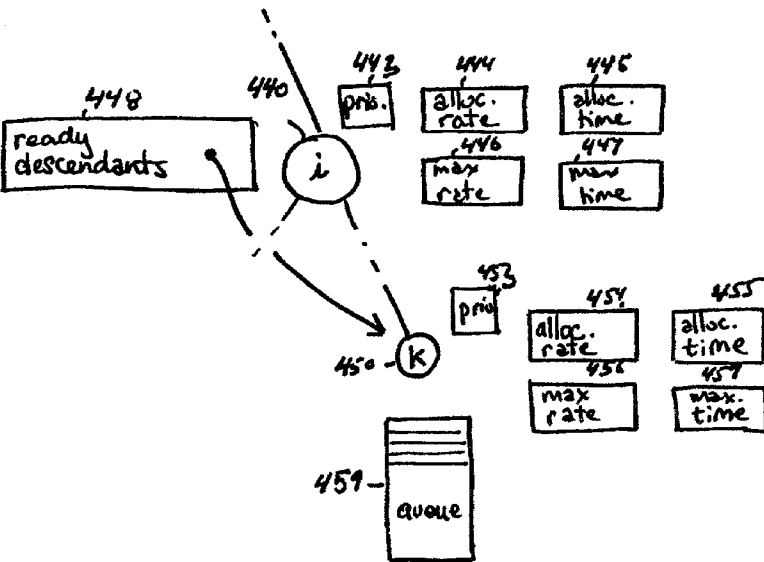 442
444
445
448
440
prio.
alloc.
rate
alloc.
time
ready
descendants
i
446
447
max
rate
max
time
453
prio
454
455
alloc.
rate
alloc.
time
450
k
456
457
max
rate
max.
time
459
queue